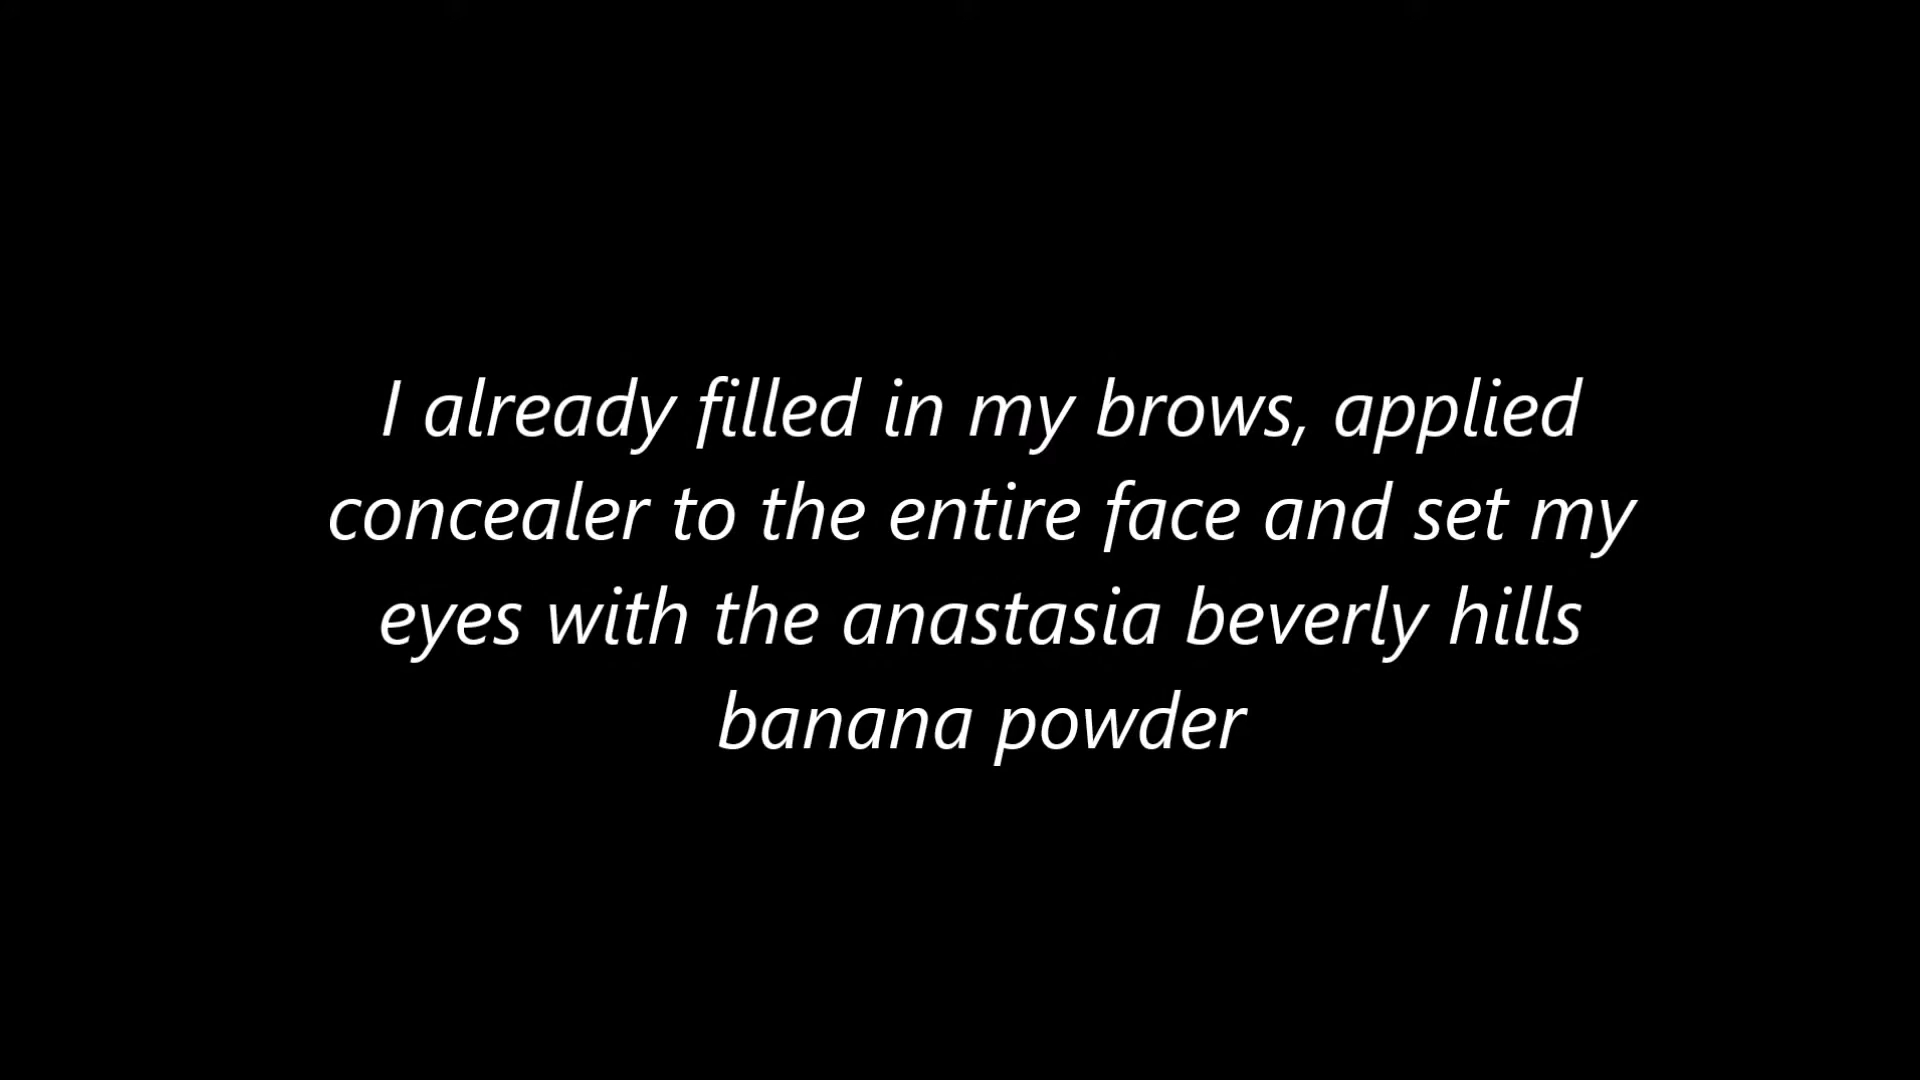 I already filled in my brows, applied
concealer to the entire face and set my
eyes with the anastasia beverly hills
banana powder